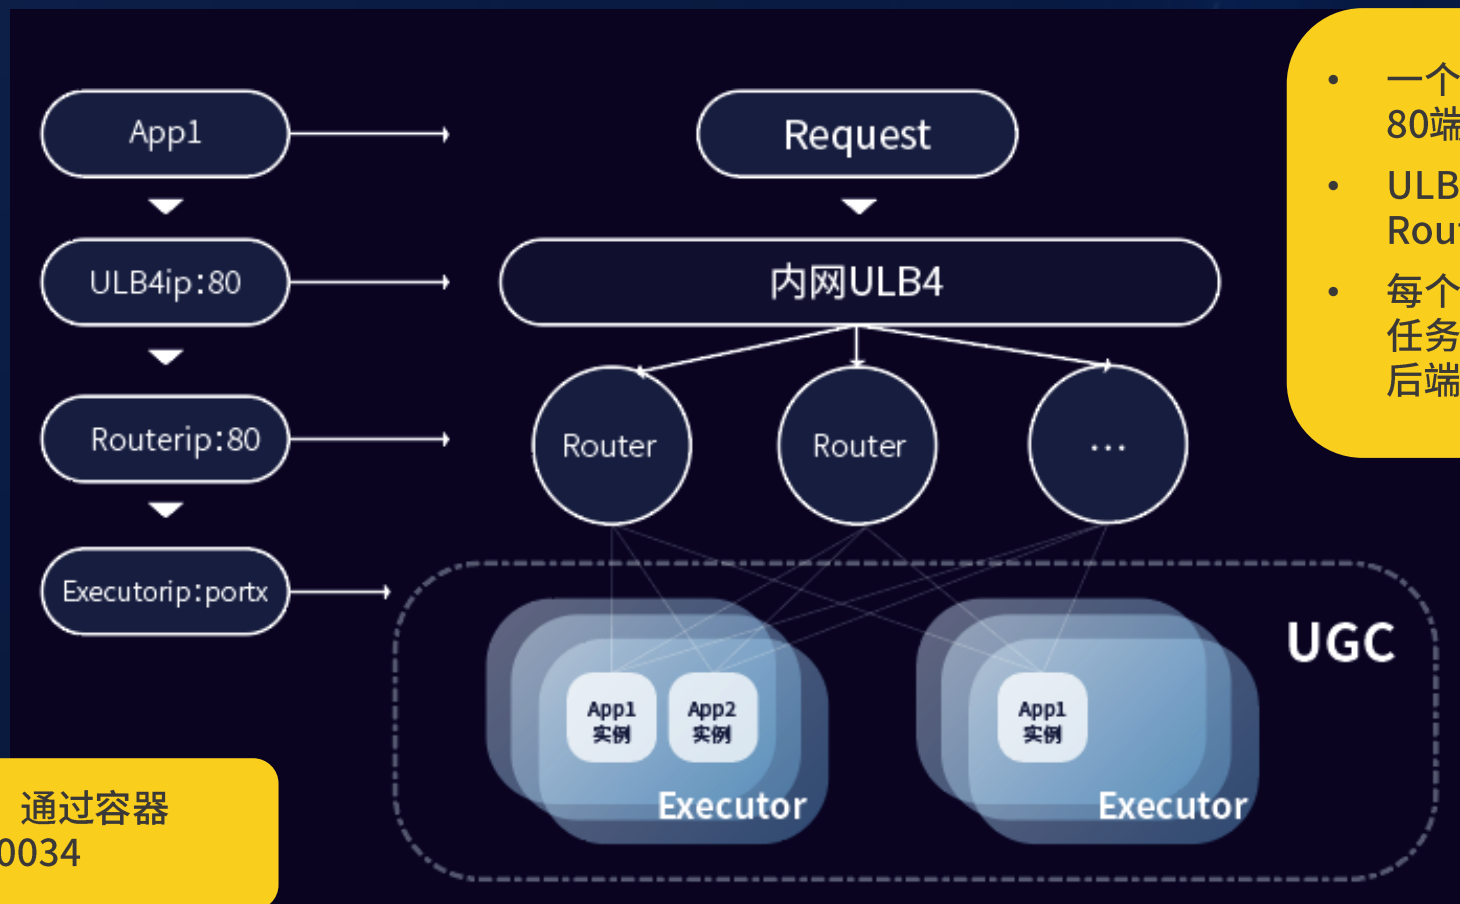 App1
Request
ULB4ip:80
内网ULB4
Routerip:80
Router
Router
...
Executorip:portx
UGC
App1
实例
App2
实例
Executor
App1
实例
Executor
一个
80端
ULB
Rout
每个
任务
后端
通过容器
0034